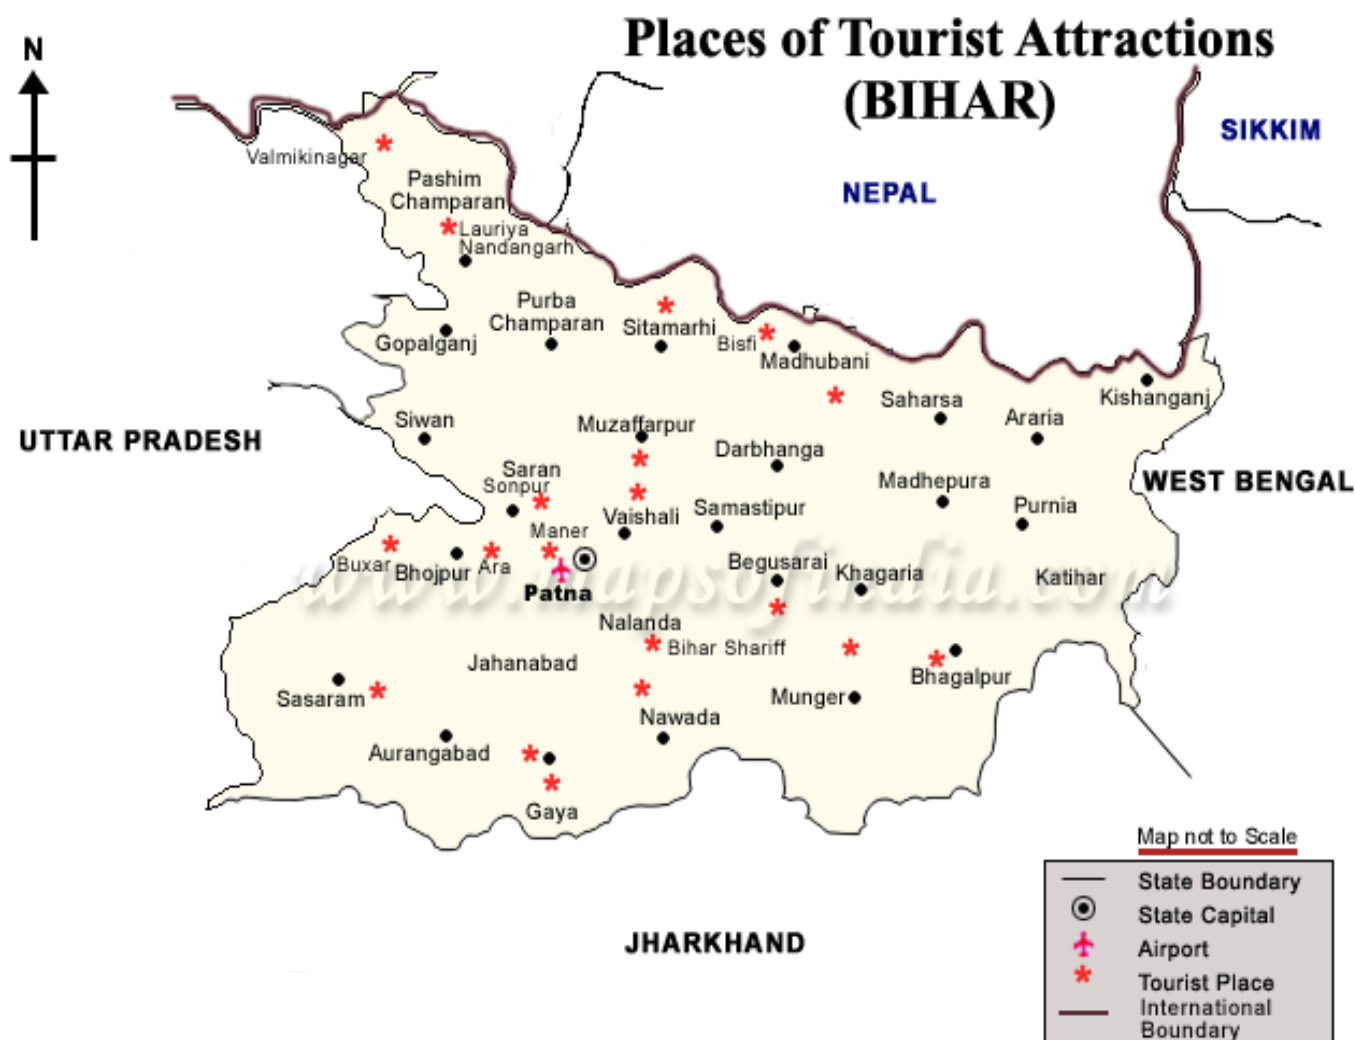 Places of Tourist Attractions
(BIHAR)
N
SIKKIM
NEPAL
Valmikinagar
Pashim
Champaran
Lauriya
Nandangarh
Purba
Champaran
Gopalganj
Sitamarhi
Bisfi
Madhubani
Kishanganj
Saharsa
Araria
Siwan
Muzaffarpur
UTTAR PRADESH
Darbhanga
Saran
Sonpur
Madhepura
WEST BENGAL
Vaishali
Samastipur
Purnia
Maner
Buxar
Bhojpur
Ara
Begusarai
Khagaria
Katihar
www.mapsofindia.com
Patna
Nalanda
Bihar Shariff
Jahanabad
Bhagalpur
Sasaram
Munger
Nawada
Aurangabad
Gaya
JHARKHAND
Map not to Scale
State Boundary
State Capital
Airport
Tourist Place
International
Boundary